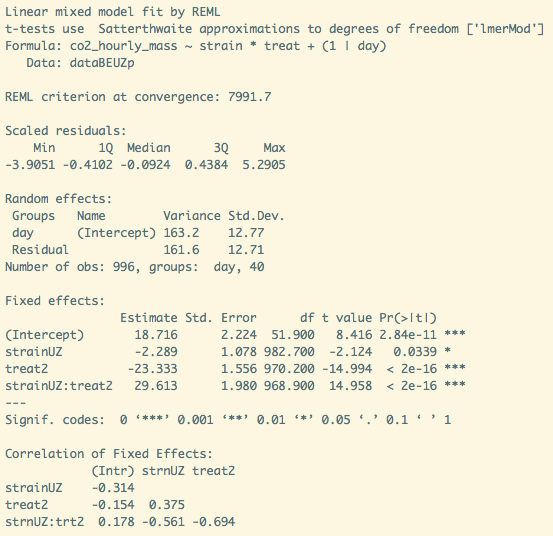 Linear mixed model fit by REML
t-tests use  Satterthwaite approximations to degrees of freedom ['lmerMod']
Formula: co2_hourly_mass ~ strain * treat + (1 | day)
   Data: dataBEUZp

REML criterion at convergence: 7991.7

Scaled residuals:
    Min      1Q  Median      3Q     Max
-3.9051 -0.4102 -0.0924  0.4384  5.2905

Random effects:
 Groups   Name        Variance Std.Dev.
 day      (Intercept) 163.2    12.77
 Residual             161.6    12.71
Number of obs: 996, groups:  day, 40

Fixed effects:
                Estimate Std. Error      df t value Pr(>|t|)
(Intercept)       18.716      2.224  51.900   8.416 2.84e-11 ***
strainUZ          -2.289      1.078 982.700  -2.124   0.0339 *
treat2           -23.333      1.556 970.200 -14.994  < 2e-16 ***
strainUZ:treat2   29.613      1.980 968.900  14.958  < 2e-16 ***
---
Signif. codes:  0 ‘***’ 0.001 ‘**’ 0.01 ‘*’ 0.05 ‘.’ 0.1 ‘ ’ 1

Correlation of Fixed Effects:
            (Intr) strnUZ treat2
strainUZ    -0.314
treat2      -0.154  0.375
strnUZ:trt2  0.178 -0.561 -0.694